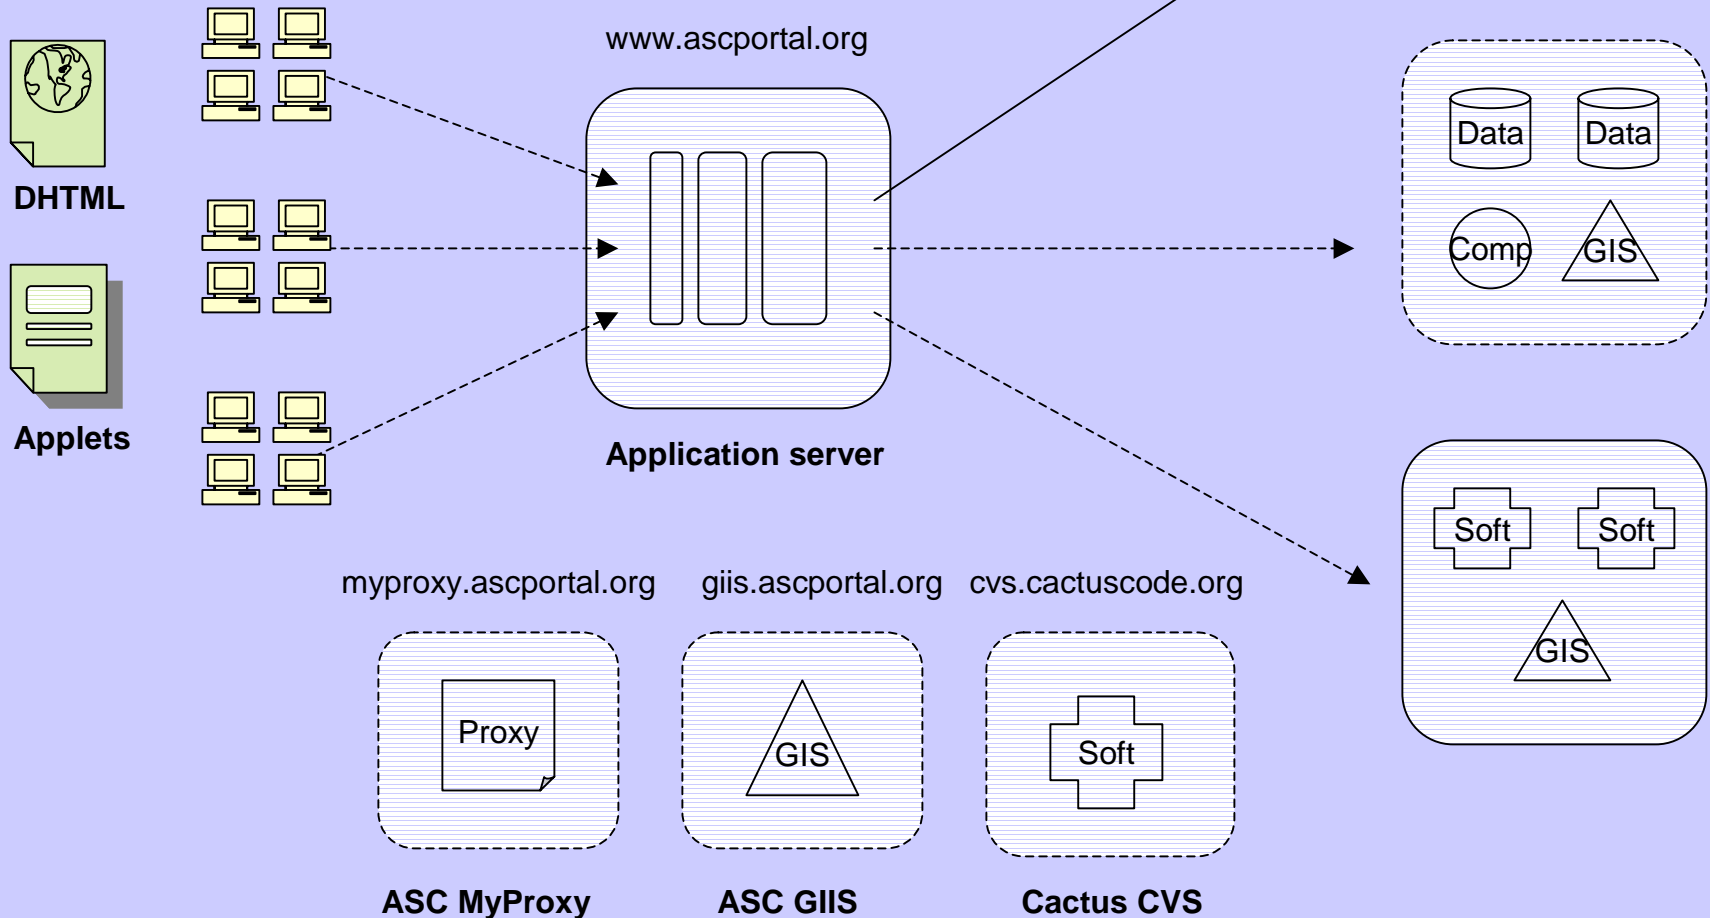 www.ascportal.org
DHTML
Applets
Application server
Data Data
Comp GIS
Soft Soft
GIS
myproxy.ascportal.org giis.ascportal.org cvs.cactuscode.org
Proxy GIS Soft
ASC MyProxy ASC GIIS Cactus CVS